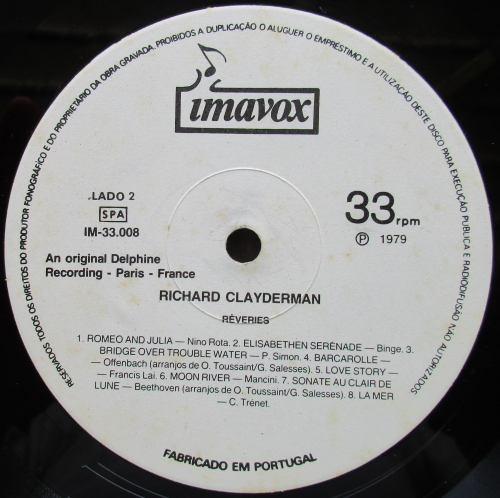 RESERVADOS TODOS OS DIREITOS DO PRODUTOR FONOGRÁFICO E DO PROPRIETÁRIO DA OBRA GRAVADA. PROIBIDOS A DUPLICAÇÃO O ALUGUER O EMPRÉSTIMO E A UTILIZAÇÃO DESTE DISCO PARA EXECUÇÃO PÚBLICA E RADIODIFUSÃO NÃO AUTORIZADOS
imavox
LADO 2
SPA
IM-33.008
33 rpm
Ⓟ 1979
An original Delphine
Recording - Paris - France
RICHARD CLAYDERMAN
RÊVERIES
1. ROMEO AND JULIA — Nino Rota. 2. ELISABETHEN SERENADE — Binge. 3.
BRIDGE OVER TROUBLE WATER — P. Simon. 4. BARCAROLLE —
Offenbach (arranjos de O. Toussaint/G. Salesses). 5. LOVE STORY —
Francis Lai. 6. MOON RIVER — Mancini. 7. SONATE AU CLAIR DE
LUNE — Beethoven (arranjos de O. Toussaint/G. Salesses). 8. LA MER
— C. Trénet.
FABRICADO EM PORTUGAL